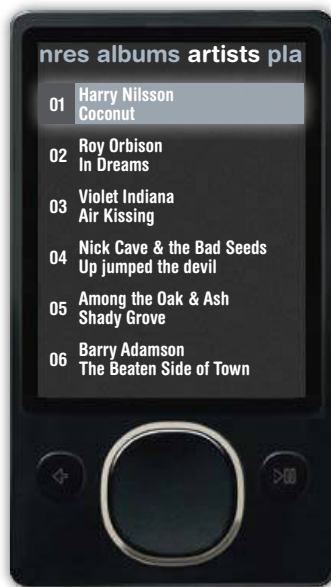 nres albums artists pla
01 Harry Nilsson
Coconut
02 Roy Orbison
In Dreams
03 Violet Indiana
Air Kissing
04 Nick Cave & the Bad Seeds
Up jumped the devil
05 Among the Oak & Ash
Shady Grove
06 Barry Adamson
The Beaten Side of Town